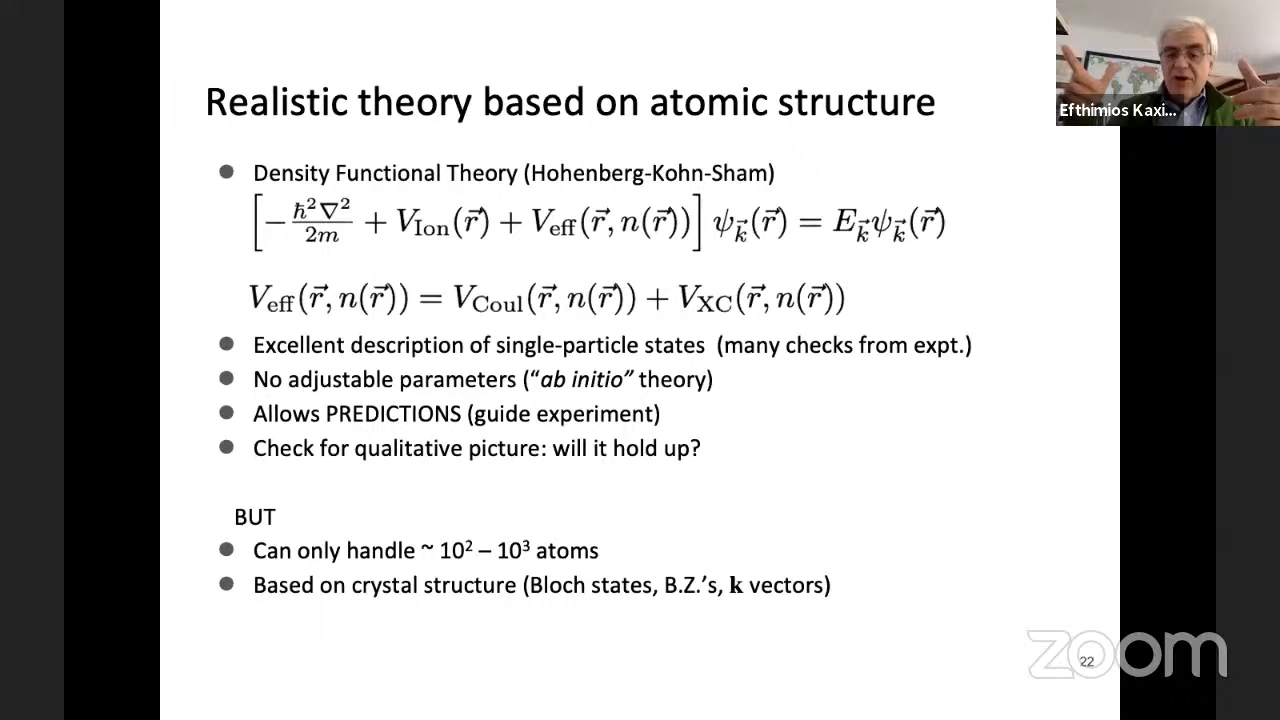 Efthimios Kaxi...
Realistic theory based on atomic structure
● Density Functional Theory (Hohenberg-Kohn-Sham)
[−ℏ²∇²/2m + V_Ion(r⃗) + V_eff(r⃗, n(r⃗))] ψ_k⃗(r⃗) = E_k⃗ψ_k⃗(r⃗)
V_eff(r⃗, n(r⃗)) = V_Coul(r⃗, n(r⃗)) + V_XC(r⃗, n(r⃗))
● Excellent description of single-particle states (many checks from expt.)
● No adjustable parameters (“ab initio” theory)
● Allows PREDICTIONS (guide experiment)
● Check for qualitative picture: will it hold up?
BUT
● Can only handle ~ 10² – 10³ atoms
● Based on crystal structure (Bloch states, B.Z.’s, k vectors)
zoom
22